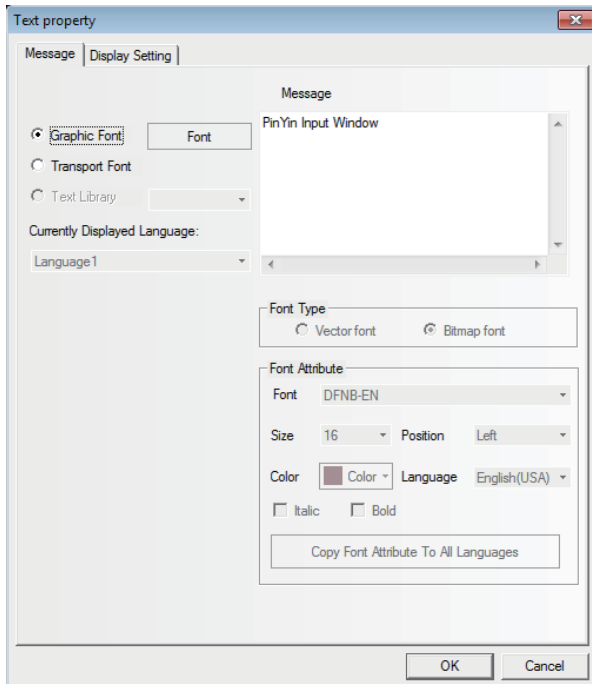 Text property
Message
Display Setting
Message
Graphic Font
Font
PinYin Input Window
Transport Font
Text Library
Currently Displayed Language:
Language1
Font Type
Vector font
Bitmap font
Font Attribute
Font
DFNB-EN
Size
16
Position
Left
Color
Color
Language
English(USA)
Italic
Bold
Copy Font Attribute To All Languages
OK
Cancel